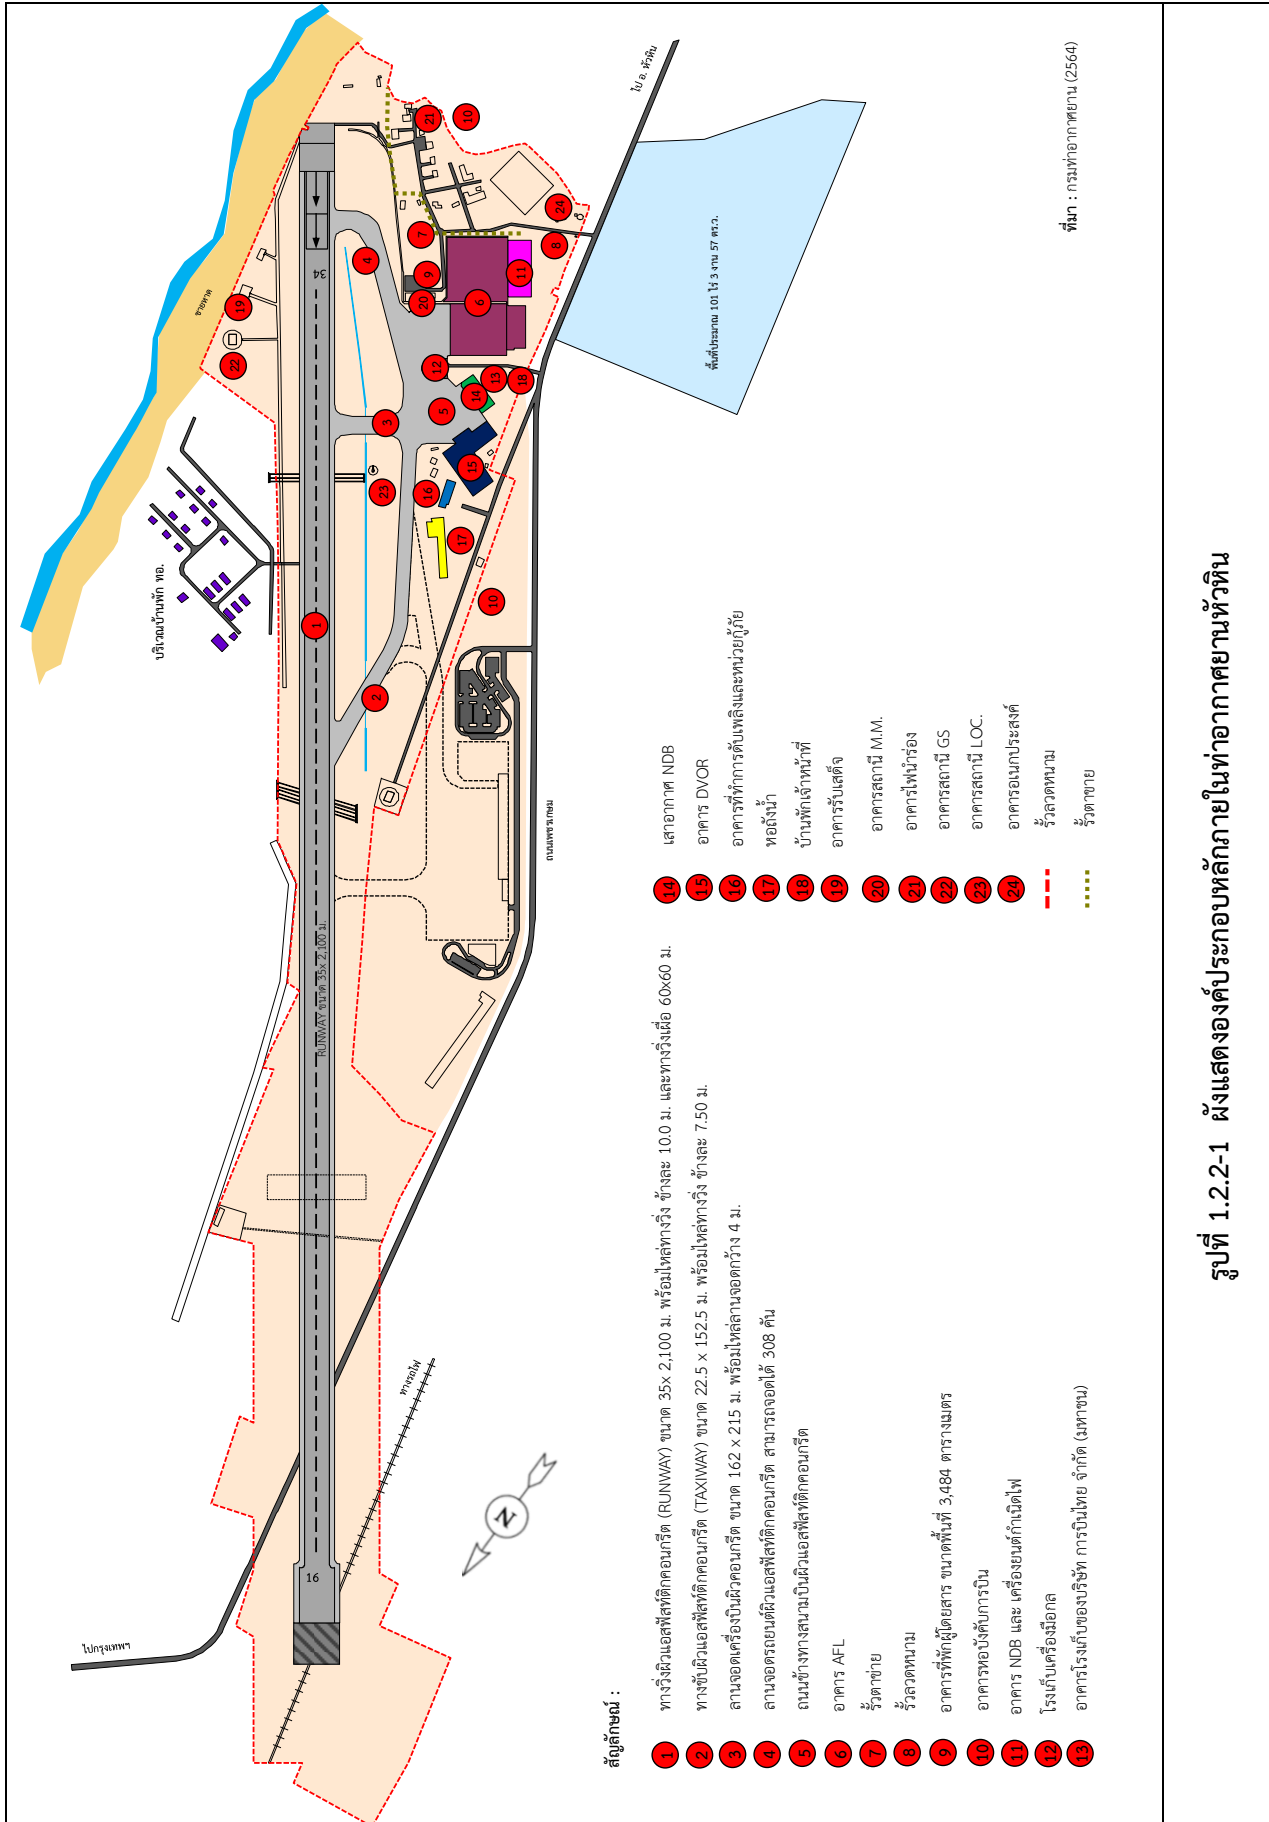 ไป อ. หัวหิน
ชายหาด
บริเวณบ้านพัก ทอ.
34
RUNWAY ขนาด 35x 2,100 ม.
16
ทางรถไฟ
ไปกรุงเทพฯ
ถนนเพชรเกษม
พื้นที่ประมาณ 101 ไร่ 3 งาน 57 ตร.ว.
N
1
2
3
4
5
6
7
8
9
10
10
11
12
13
14
15
16
17
18
19
20
21
22
23
24
สัญลักษณ์ :
1 ทางวิ่งผิวแอสฟัสท์ติกคอนกรีต (RUNWAY) ขนาด 35x 2,100 ม. พร้อมไหล่ทางวิ่ง ข้างละ 10.0 ม. และทางวิ่งเผื่อ 60x60 ม.
2 ทางขับผิวแอสฟัสท์ติกคอนกรีต (TAXIWAY) ขนาด 22.5 x 152.5 ม. พร้อมไหล่ทางวิ่ง ข้างละ 7.50 ม.
3 ลานจอดเครื่องบินผิวคอนกรีต ขนาด 162 x 215 ม. พร้อมไหล่ลานจอดกว้าง 4 ม.
4 ลานจอดรถยนต์ผิวแอสฟัสท์ติกคอนกรีต สามารถจอดได้ 308 คัน
5 ถนนข้างทางสนามบินผิวแอสฟัสท์ติกคอนกรีต
6 อาคาร AFL
7 รั้วตาข่าย
8 รั้วลวดหนาม
9 อาคารที่พักผู้โดยสาร ขนาดพื้นที่ 3,484 ตารางเมตร
10 อาคารหอบังคับการบิน
11 อาคาร NDB และ เครื่องยนต์กำเนิดไฟ
12 โรงเก็บเครื่องมือกล
13 อาคารโรงเก็บของบริษัท การบินไทย จำกัด (มหาชน)
14 เสาอากาศ NDB
15 อาคาร DVOR
16 อาคารที่ทำการดับเพลิงและหน่วยกู้ภัย
17 หอถังน้ำ
18 บ้านพักเจ้าหน้าที่
19 อาคารรับเสด็จ
20 อาคารสถานี M.M.
21 อาคารไฟนำร่อง
22 อาคารสถานี GS
23 อาคารสถานี LOC.
24 อาคารอเนกประสงค์
รั้วลวดหนาม
รั้วตาขาย
ที่มา : กรมท่าอากาศยาน (2564)
รูปที่ 1.2.2-1 ผังแสดงองค์ประกอบหลักภายในท่าอากาศยานหัวหิน